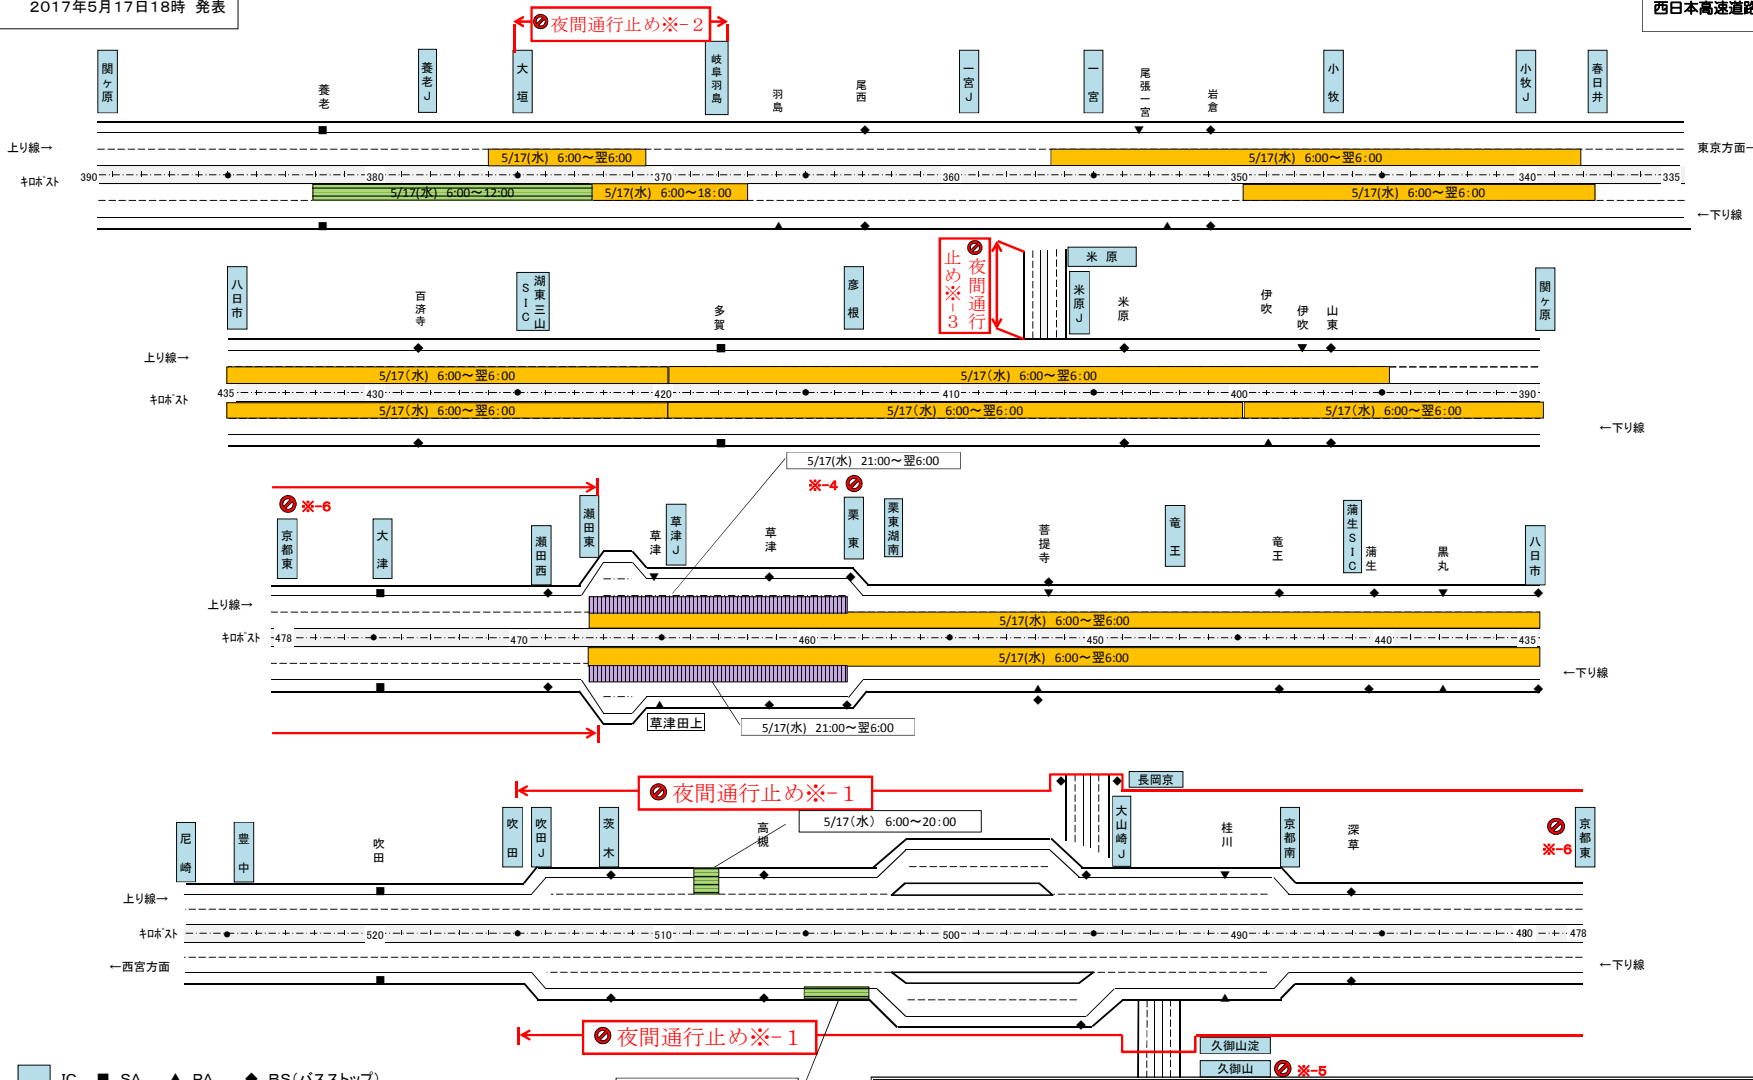 2017年5月17日18時 発表
西日本高速道路
夜間通行止め※-2
関ヶ原
養老
養老J
大垣
岐阜羽島
羽島
尾西
一宮J
一宮
尾張一宮
岩倉
小牧
小牧J
春日井
上り線→
5/17(水) 6:00～翌6:00
5/17(水) 6:00～翌6:00
東京方面→
キロポスト
390
380
370
360
350
340
335
5/17(水) 6:00～12:00
5/17(水) 6:00～18:00
5/17(水) 6:00～翌6:00
←下り線
夜間通行止め※-3
米 原
八日市
百済寺
湖東三山SIC
多賀
彦根
米原J
米原
伊吹
伊吹
山東
関ヶ原
上り線→
5/17(水) 6:00～翌6:00
5/17(水) 6:00～翌6:00
キロポスト
435
430
420
410
400
390
5/17(水) 6:00～翌6:00
5/17(水) 6:00～翌6:00
5/17(水) 6:00～翌6:00
←下り線
5/17(水) 21:00～翌6:00
※-6
※-4
京都東
大津
瀬田西
瀬田東
草津
草津J
草津
栗東
栗東湖南
菩提寺
竜王
竜王
蒲生SIC
蒲生
黒丸
八日市
上り線→
5/17(水) 6:00～翌6:00
キロポスト
478
470
460
450
440
435
5/17(水) 6:00～翌6:00
←下り線
草津田上
5/17(水) 21:00～翌6:00
夜間通行止め※-1
長岡京
5/17(水) 6:00～20:00
尼崎
豊中
吹田
吹田
吹田J
茨木
高槻
大山崎J
桂川
京都南
深草
※-6
京都東
上り線→
キロポスト
520
510
500
490
480
478
←西宮方面
←下り線
夜間通行止め※-1
久御山淀
久御山
※-5
IC ■ SA ▲ PA ◆ BS(バスストップ)